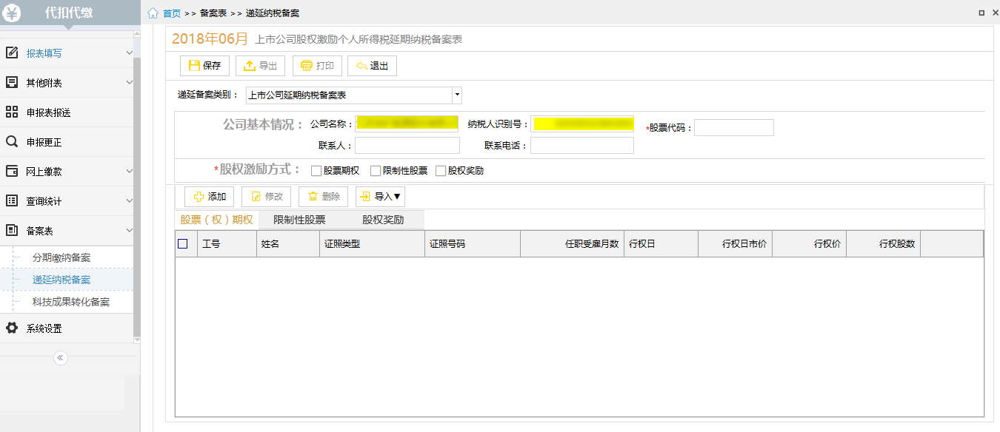 代扣代缴
首页 >> 备案表 >> 递延纳税备案
报表填写
其他附表
申报表报送
申报更正
网上缴款
查询统计
备案表
分期缴纳备案
递延纳税备案
科技成果转化备案
系统设置
2018年06月 上市公司股权激励个人所得税延期纳税备案表
保存 导出 打印 退出
递延备案类别： 上市公司延期纳税备案表
公司基本情况： 公司名称： 纳税人识别号： *股票代码：
联系人： 联系电话：
*股权激励方式： 股票期权 限制性股票 股权奖励
添加 修改 删除 导入▼
股票（权）期权 限制性股票 股权奖励
工号 姓名 证照类型 证照号码 任职受雇月数 行权日 行权日市价 行权价 行权股数